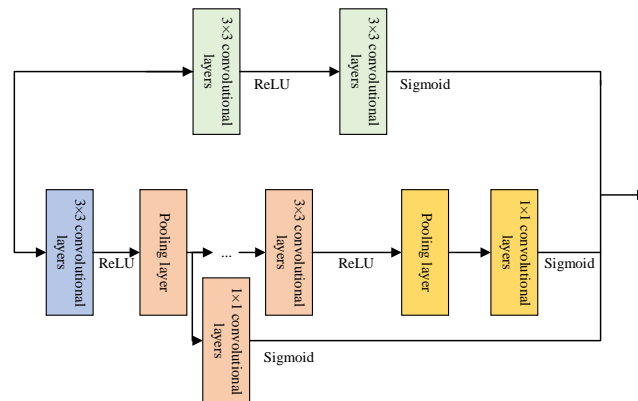 3×3 convolutional
layers
ReLU
3×3 convolutional
layers
Sigmoid
3×3 convolutional
layers
ReLU
Pooling layer
...
3×3 convolutional
layers
ReLU
Pooling layer
1×1 convolutional
layers
Sigmoid
1×1 convolutional
layers
Sigmoid